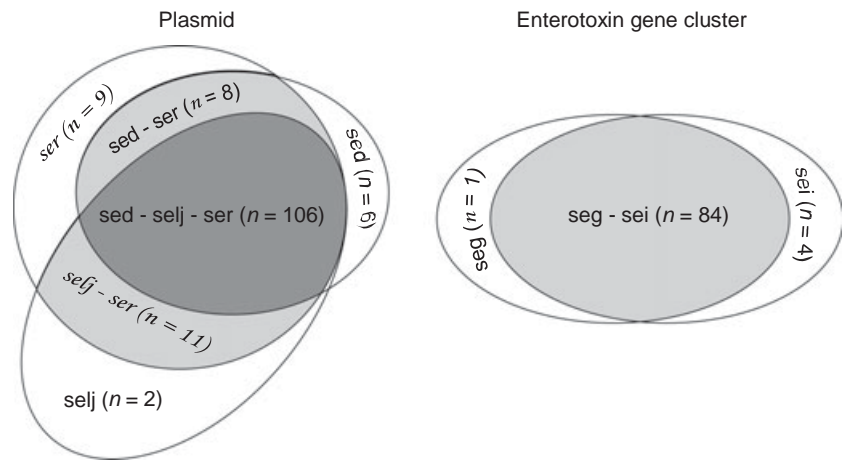 Plasmid
ser (n = 9)
sed - ser (n = 8)
sed (n = 6)
sed - selj - ser (n = 106)
selj - ser (n = 11)
selj (n = 2)
Enterotoxin gene cluster
seg (n = 1)
seg - sei (n = 84)
sei (n = 4)